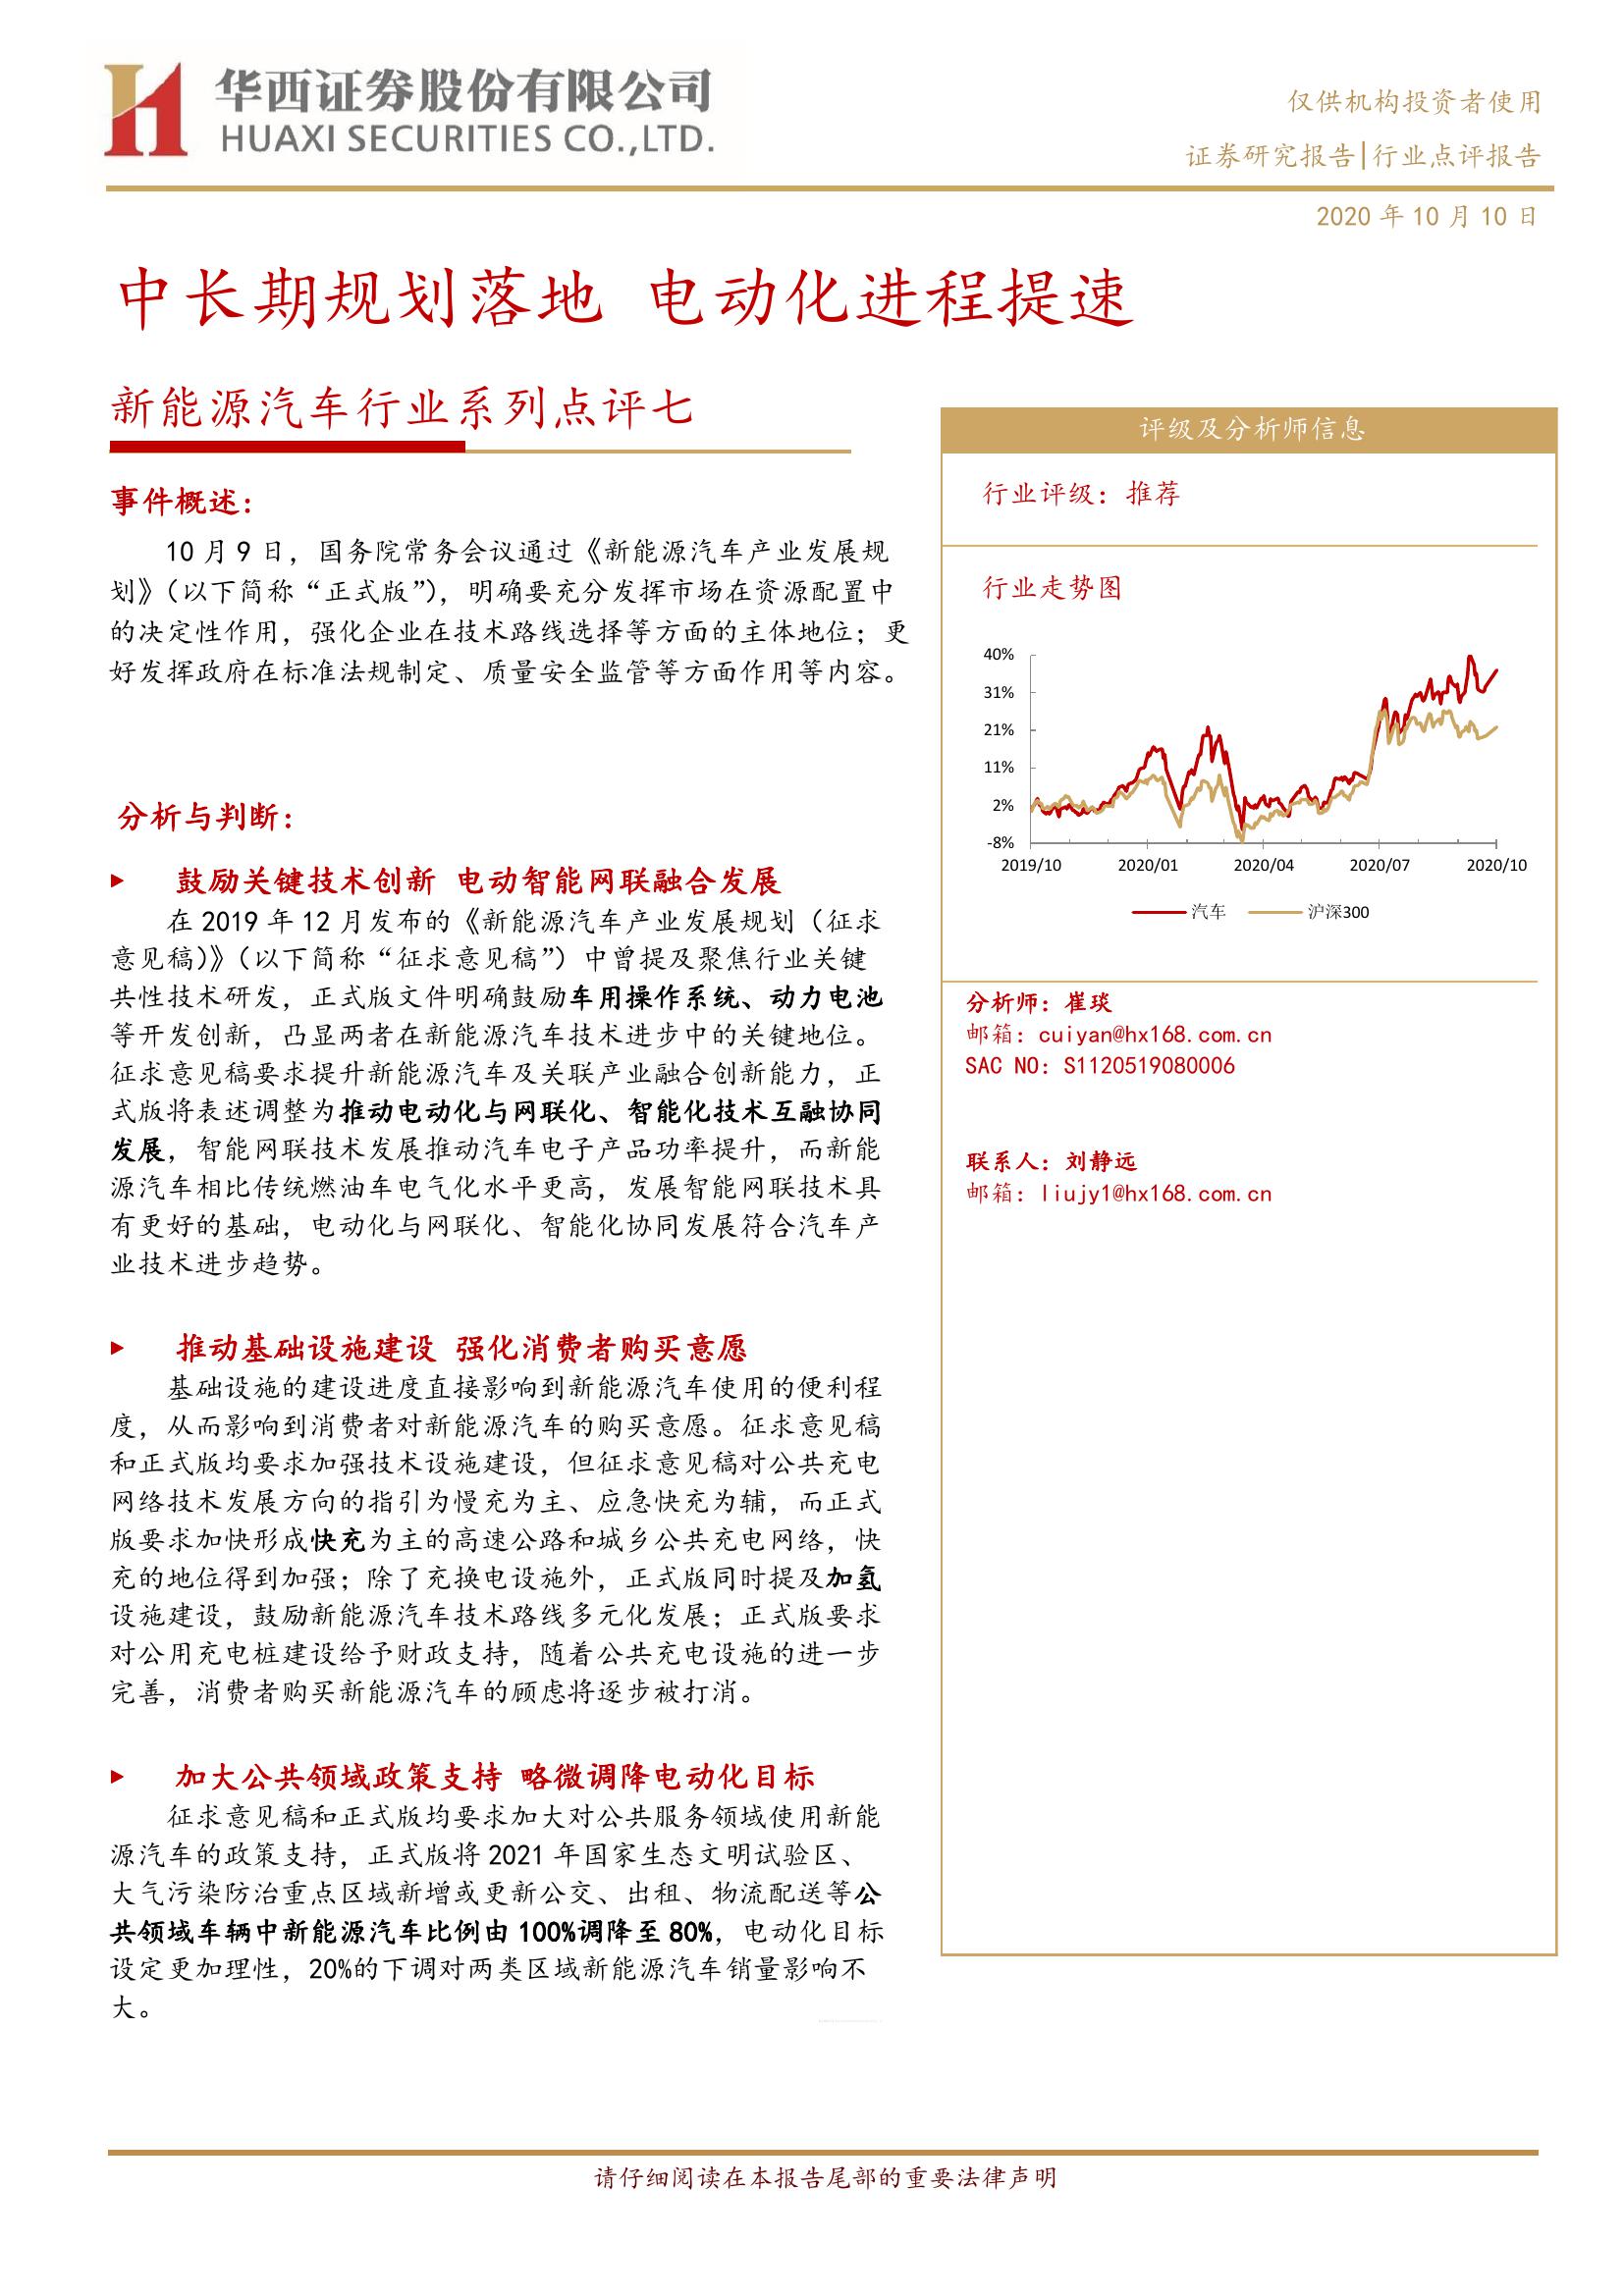 华西证券股份有限公司
HUAXI SECURITIES CO.,LTD.
仅供机构投资者使用
证券研究报告|行业点评报告
2020 年 10 月 10 日
中长期规划落地 电动化进程提速
新能源汽车行业系列点评七
事件概述：
10 月 9 日，国务院常务会议通过《新能源汽车产业发展规
划》（以下简称“正式版”），明确要充分发挥市场在资源配置中
的决定性作用，强化企业在技术路线选择等方面的主体地位；更
好发挥政府在标准法规制定、质量安全监管等方面作用等内容。
分析与判断：
► 鼓励关键技术创新 电动智能网联融合发展
在 2019 年 12 月发布的《新能源汽车产业发展规划（征求
意见稿）》（以下简称“征求意见稿”）中曾提及聚焦行业关键
共性技术研发，正式版文件明确鼓励车用操作系统、动力电池
等开发创新，凸显两者在新能源汽车技术进步中的关键地位。
征求意见稿要求提升新能源汽车及关联产业融合创新能力，正
式版将表述调整为推动电动化与网联化、智能化技术互融协同
发展，智能网联技术发展推动汽车电子产品功率提升，而新能
源汽车相比传统燃油车电气化水平更高，发展智能网联技术具
有更好的基础，电动化与网联化、智能化协同发展符合汽车产
业技术进步趋势。
► 推动基础设施建设 强化消费者购买意愿
基础设施的建设进度直接影响到新能源汽车使用的便利程
度，从而影响到消费者对新能源汽车的购买意愿。征求意见稿
和正式版均要求加强技术设施建设，但征求意见稿对公共充电
网络技术发展方向的指引为慢充为主、应急快充为辅，而正式
版要求加快形成快充为主的高速公路和城乡公共充电网络，快
充的地位得到加强；除了充换电设施外，正式版同时提及加氢
设施建设，鼓励新能源汽车技术路线多元化发展；正式版要求
对公用充电桩建设给予财政支持，随着公共充电设施的进一步
完善，消费者购买新能源汽车的顾虑将逐步被打消。
► 加大公共领域政策支持 略微调降电动化目标
征求意见稿和正式版均要求加大对公共服务领域使用新能
源汽车的政策支持，正式版将 2021 年国家生态文明试验区、
大气污染防治重点区域新增或更新公交、出租、物流配送等公
共领域车辆中新能源汽车比例由 100%调降至 80%，电动化目标
设定更加理性，20%的下调对两类区域新能源汽车销量影响不
大。
评级及分析师信息
行业评级：推荐
行业走势图
40%
31%
21%
11%
2%
-8%
2019/10 2020/01 2020/04 2020/07 2020/10
汽车 沪深300
分析师：崔琰
邮箱：cuiyan@hx168.com.cn
SAC NO：S1120519080006
联系人：刘静远
邮箱：liujy1@hx168.com.cn
请仔细阅读在本报告尾部的重要法律声明